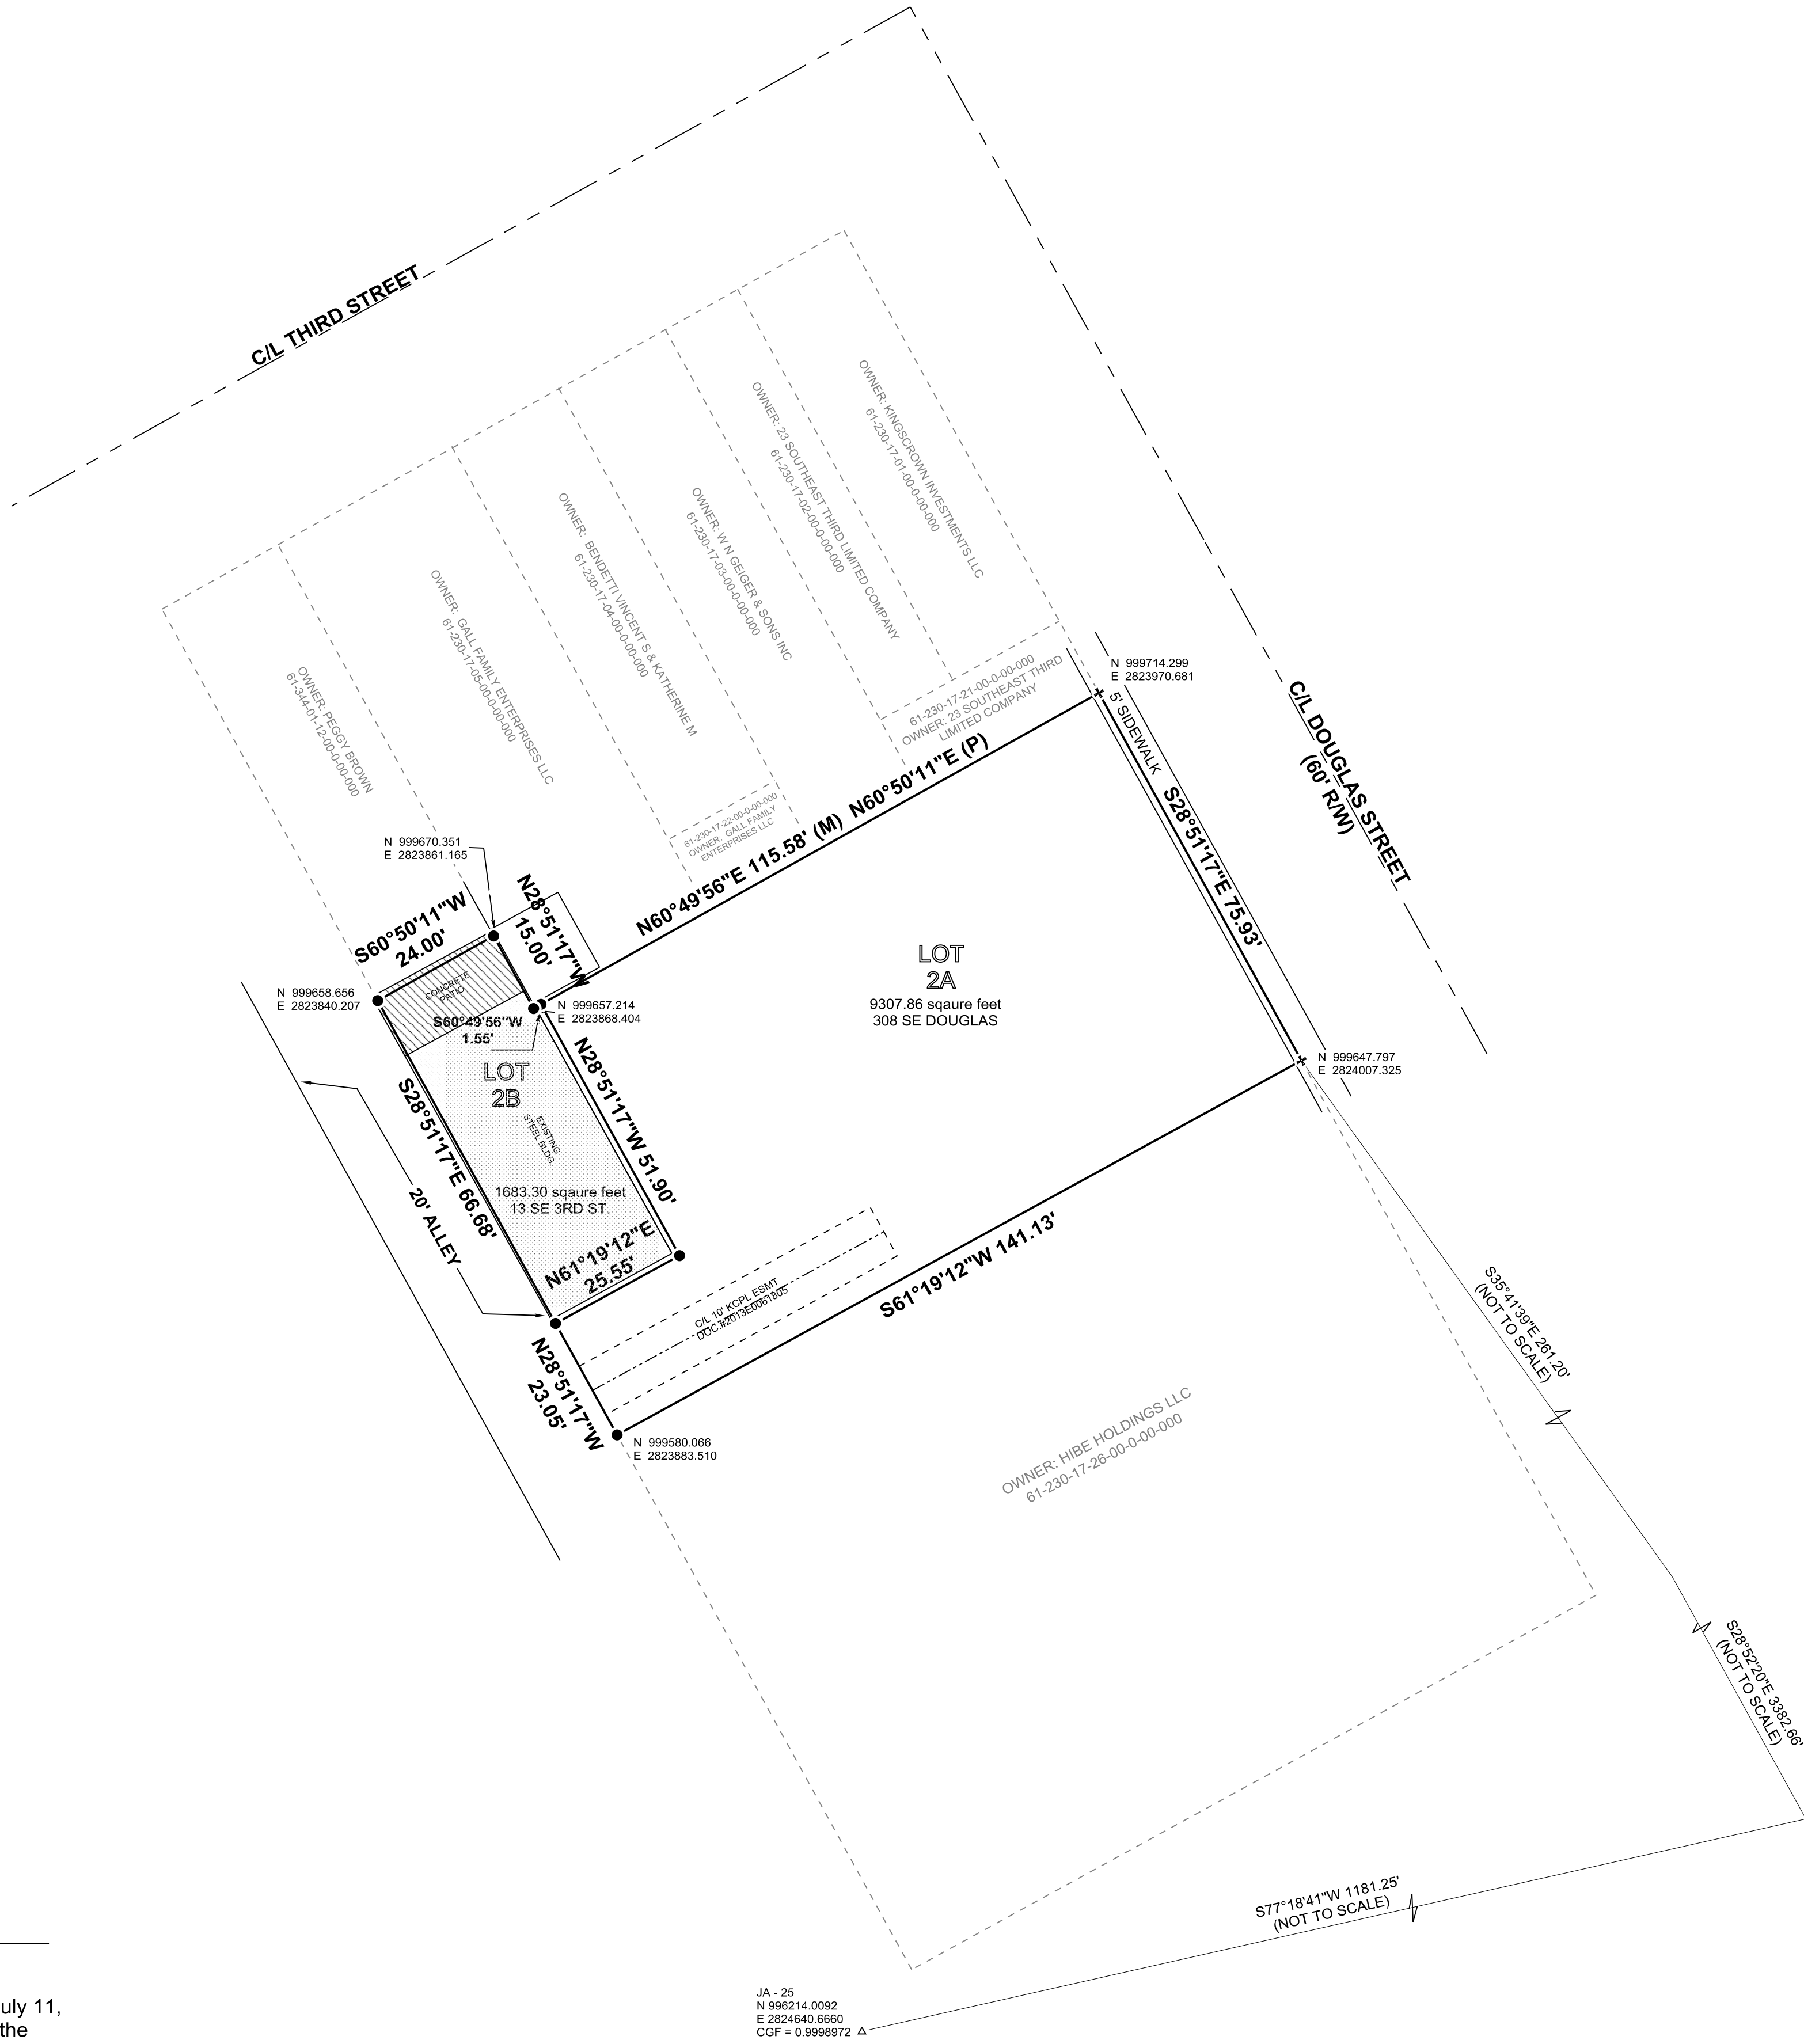 C/L THIRD STREET
OWNER: KINGSCROWN INVESTMENTS LLC
61-230-17-01-00-0-00-000
OWNER: 23 SOUTHEAST THIRD LIMITED COMPANY
61-230-17-02-00-0-00-000
OWNER: W N GEIGER & SONS INC
61-230-17-03-00-0-00-000
OWNER: BENDETTI VINCENT S & KATHERINE M
61-230-17-04-00-0-00-000
OWNER: GALL FAMILY ENTERPRISES LLC
61-230-17-05-00-0-00-000
OWNER: PEGGY BROWN
61-344-01-12-00-0-00-000
61-230-17-21-00-0-00-000
OWNER: 23 SOUTHEAST THIRD
LIMITED COMPANY
61-230-17-22-00-0-00-000
OWNER: GALL FAMILY
ENTERPRISES LLC
N 999714.299
E 2823970.681
5' SIDEWALK
C/L DOUGLAS STREET
(60' R/W)
N60°49'56"E 115.58' (M) N60°50'11"E (P)
S28°51'17"E 75.93'
N 999670.351
E 2823861.165
N28°51'17"W
15.00'
S60°50'11"W
24.00'
CONCRETE
PATIO
N 999658.656
E 2823840.207
N 999657.214
E 2823868.404
S60°49'56"W
1.55'
LOT
2A
9307.86 sqaure feet
308 SE DOUGLAS
N 999647.797
E 2824007.325
LOT
2B
EXISTING
STEEL BLDG.
N28°51'17"W 51.90'
S28°51'17"E 66.68'
1683.30 sqaure feet
13 SE 3RD ST.
20' ALLEY
N61°19'12"E
25.55'
C/L 10' KCPL ESMT
DOC.#2013E0061805
S61°19'12"W 141.13'
N28°51'17"W
23.05'
N 999580.066
E 2823883.510
OWNER: HIBE HOLDINGS LLC
61-230-17-26-00-0-00-000
S35°41'39"E 261.20'
(NOT TO SCALE)
S28°52'20"E 3382.66'
(NOT TO SCALE)
S77°18'41"W 1181.25'
(NOT TO SCALE)
JA - 25
N 996214.0092
E 2824640.6660
CGF = 0.9998972
uly 11,
the